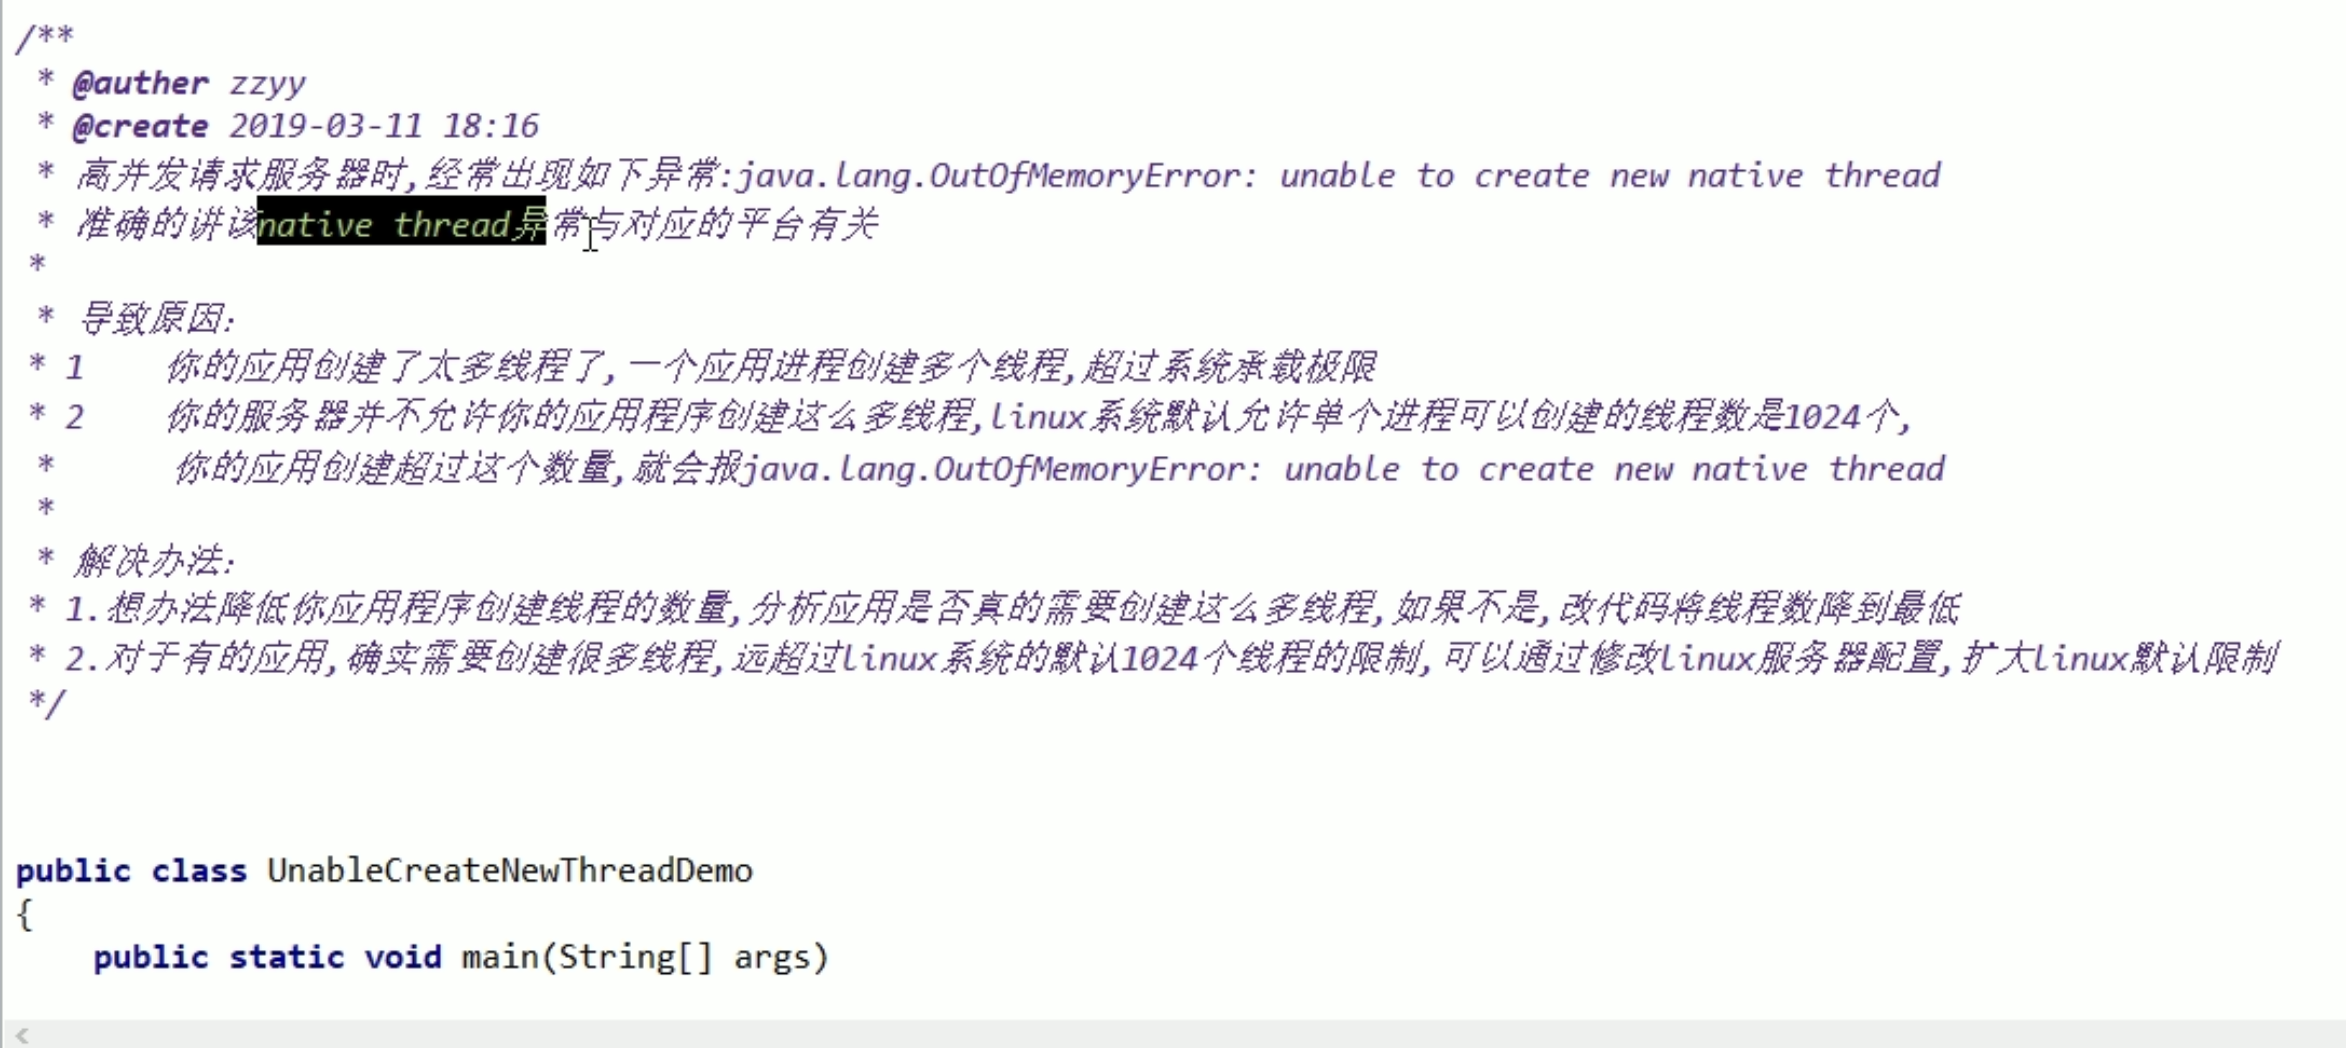 /**
* @auther zzyy
* @create 2019-03-11 18:16
* 高并发请求服务器时,经常出现如下异常:java.lang.OutOfMemoryError: unable to create new native thread
* 准确的讲该native thread异常与对应的平台有关
*
* 导致原因:
* 1 你的应用创建了太多线程了,一个应用进程创建多个线程,超过系统承载极限
* 2 你的服务器并不允许你的应用程序创建这么多线程,linux系统默认允许单个进程可以创建的线程数是1024个,
* 你的应用创建超过这个数量,就会报java.lang.OutOfMemoryError: unable to create new native thread
*
* 解决办法:
* 1.想办法降低你应用程序创建线程的数量,分析应用是否真的需要创建这么多线程,如果不是,改代码将线程数降到最低
* 2.对于有的应用,确实需要创建很多线程,远超过linux系统的默认1024个线程的限制,可以通过修改linux服务器配置,扩大linux默认限制
*/
public class UnableCreateNewThreadDemo
{
public static void main(String[] args)